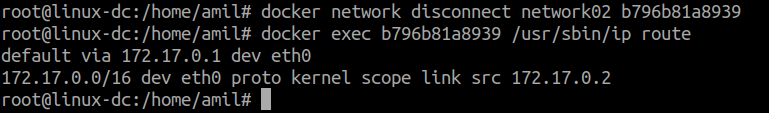 root@linux-dc:/home/amil# docker network disconnect network02 b796b81a8939
root@linux-dc:/home/amil# docker exec b796b81a8939 /usr/sbin/ip route
default via 172.17.0.1 dev eth0
172.17.0.0/16 dev eth0 proto kernel scope link src 172.17.0.2
root@linux-dc:/home/amil#